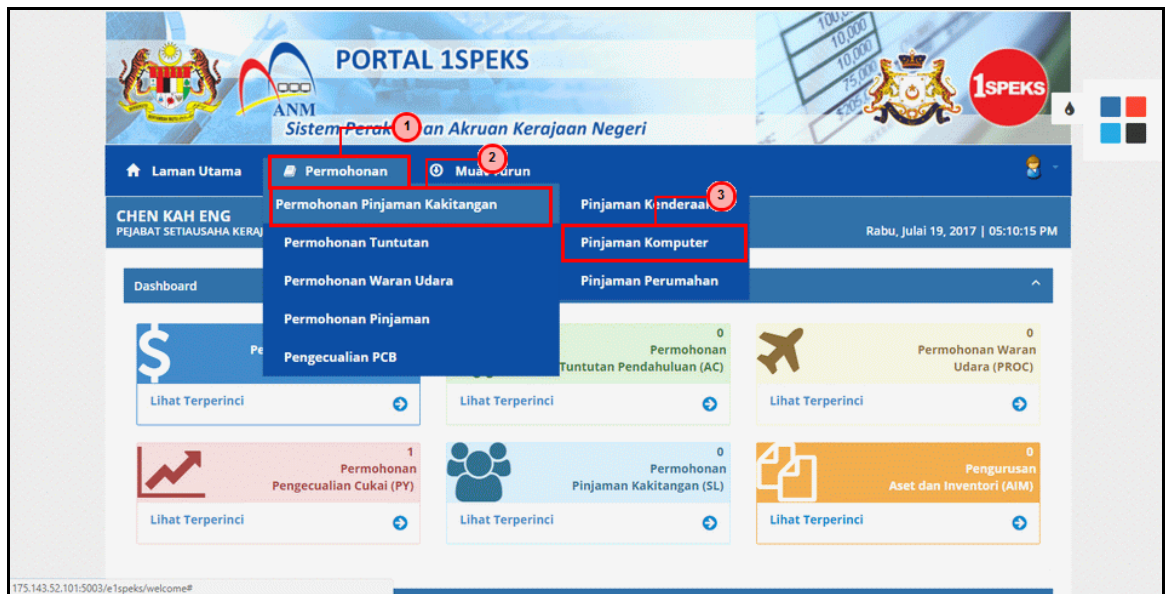 PORTAL 1SPEKS
ANM
1SPEKS
Sistem Perak an Akruan Kerajaan Negeri
1
Laman Utama
Permohonan
Muat Turun
2
3
Permohonan Pinjaman Kakitangan
Pinjaman Kenderaan
CHEN KAH ENG
PEJABAT SETIAUSAHA KERAJ
Permohonan Tuntutan
Pinjaman Komputer
Rabu, Julai 19, 2017 | 05:10:15 PM
Permohonan Waran Udara
Pinjaman Perumahan
Dashboard
Permohonan Pinjaman
Pengecualian PCB
Pe
0
Permohonan
Tuntutan Pendahuluan (AC)
0
Permohonan Waran
Udara (PROC)
Lihat Terperinci
Lihat Terperinci
Lihat Terperinci
1
Permohonan
Pengecualian Cukai (PY)
0
Permohonan
Pinjaman Kakitangan (SL)
0
Pengurusan
Aset dan Inventori (AIM)
Lihat Terperinci
Lihat Terperinci
Lihat Terperinci
175.143.52.101:5003/e1speks/welcome#